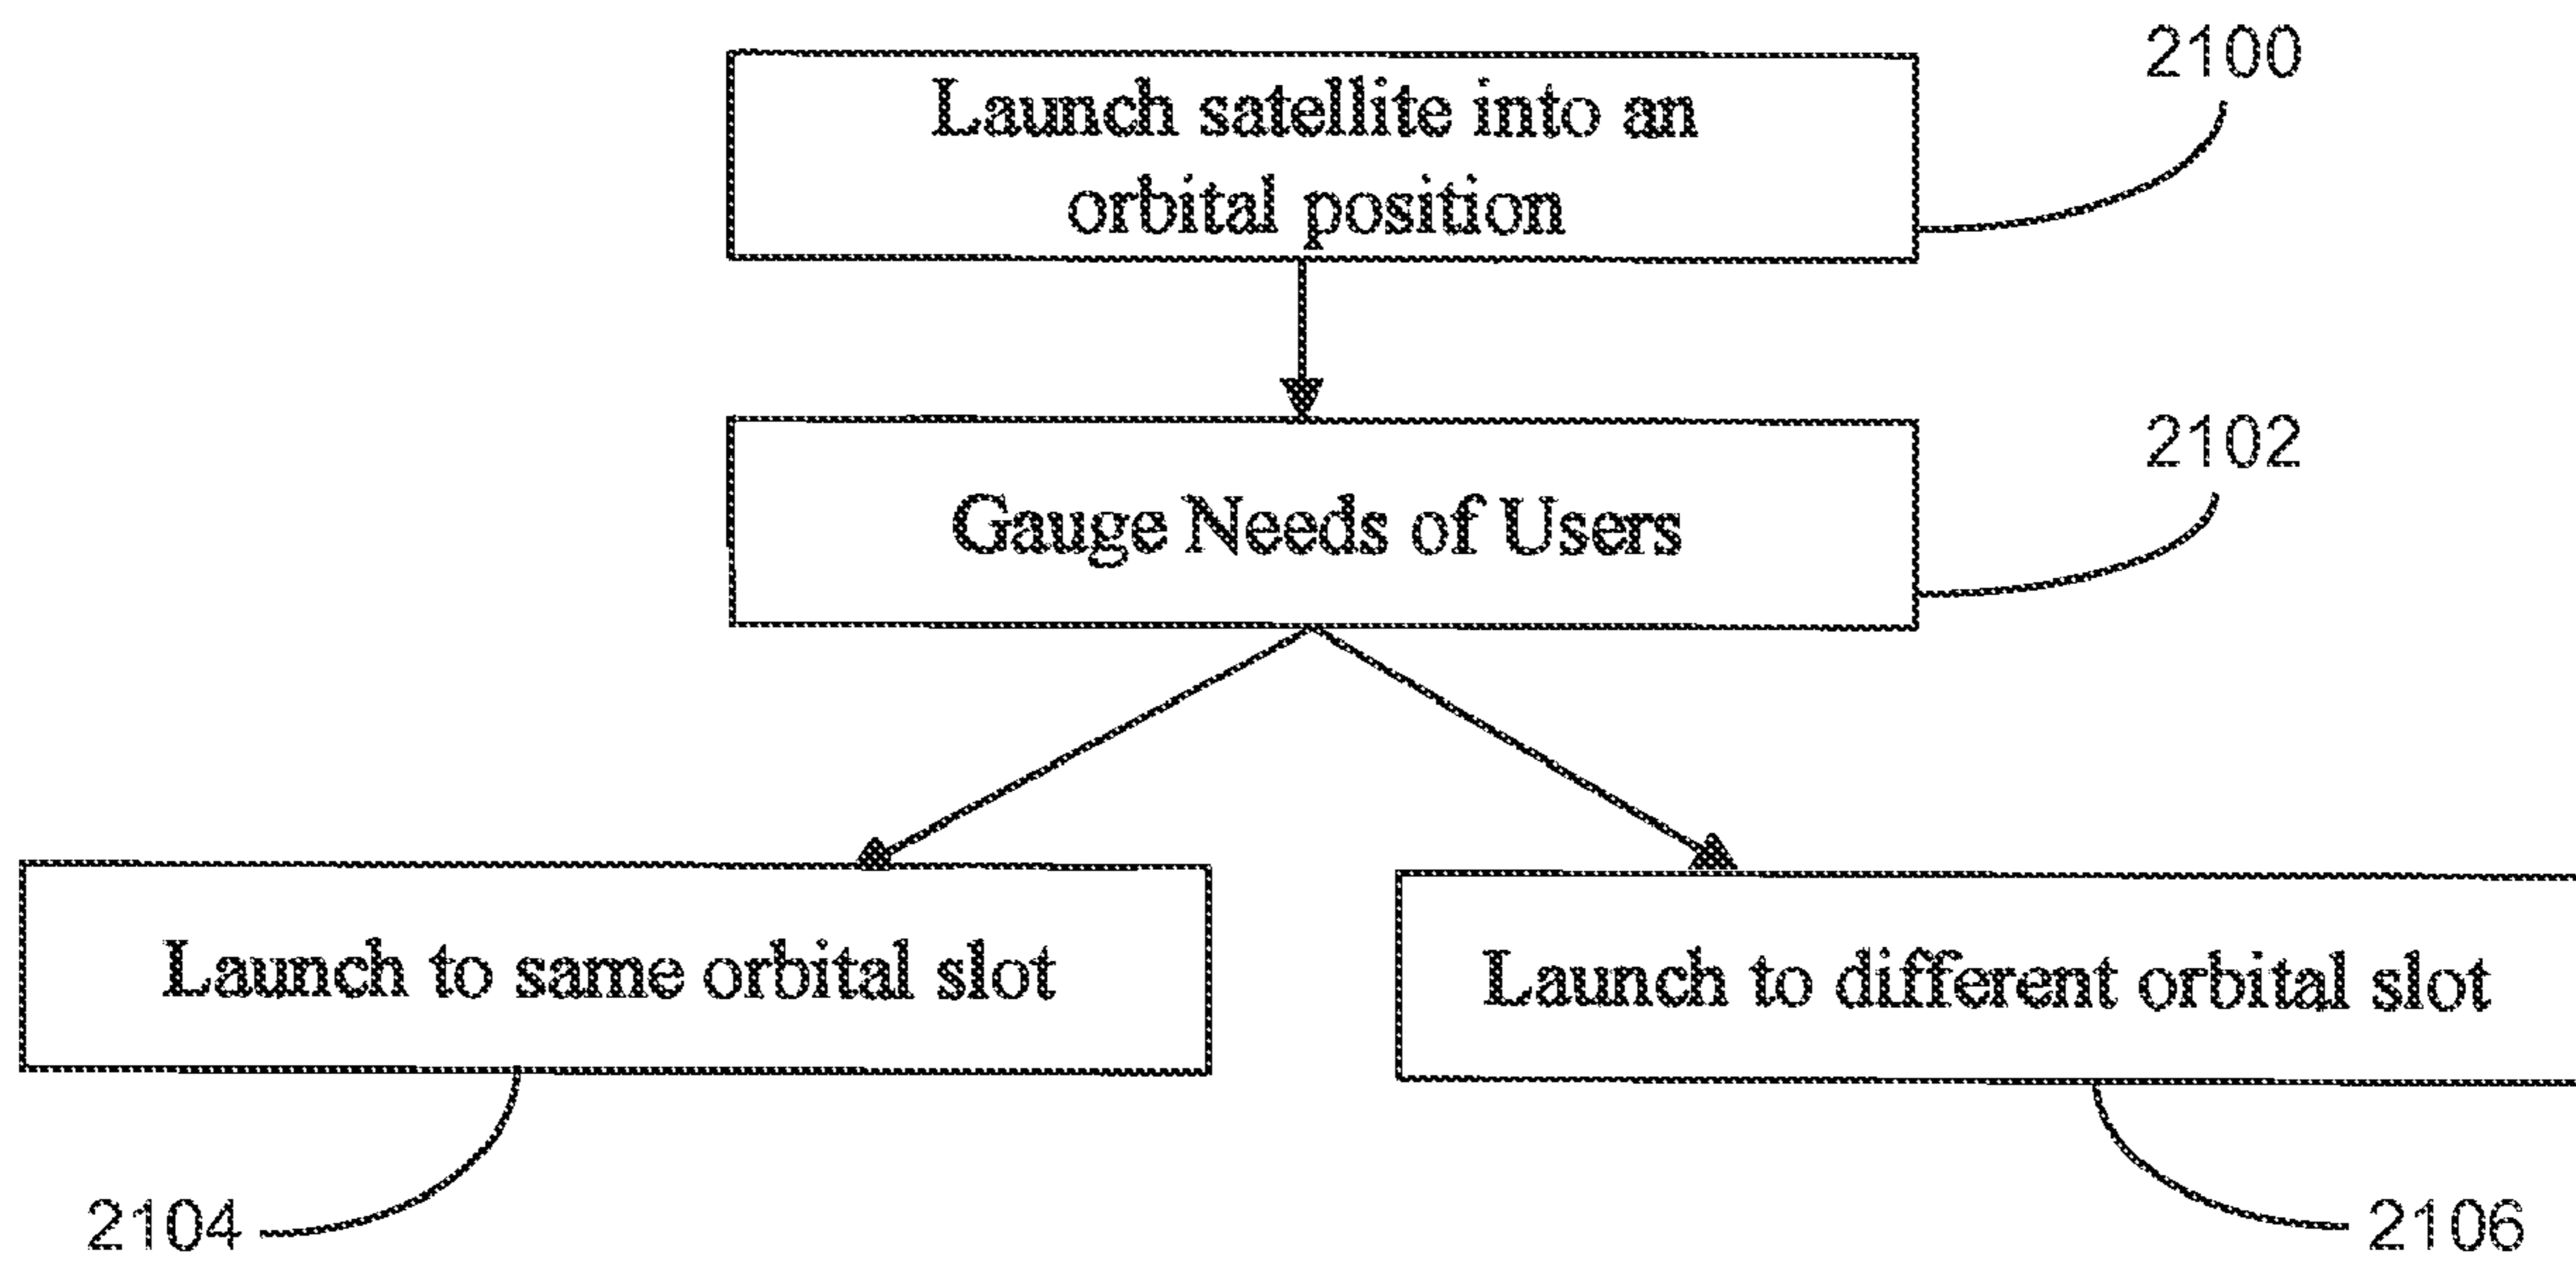 2100
Launch satellite into an
orbital position
2102
Gauge Needs of Users
Launch to same orbital slot
Launch to different orbital slot
2104
2106